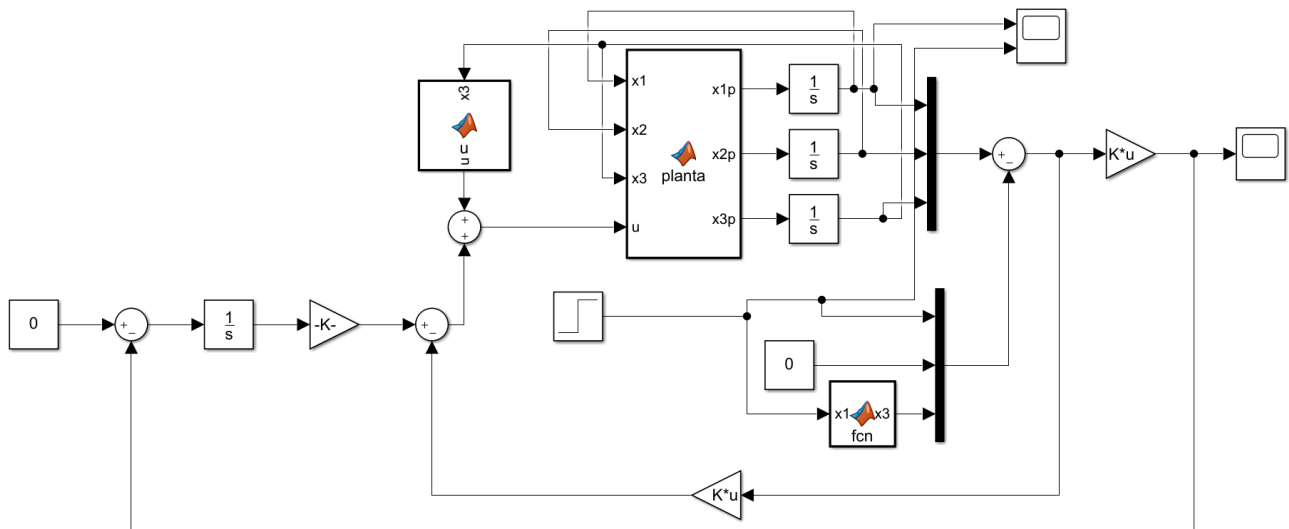 x3
u
u
x1
x2
x3
u
planta
x1p
x2p
x3p
1
s
1
s
1
s
+
−
K*u
+
+
0
+
−
1
s
-K-
+
−
0
x1
x3
fcn
K*u